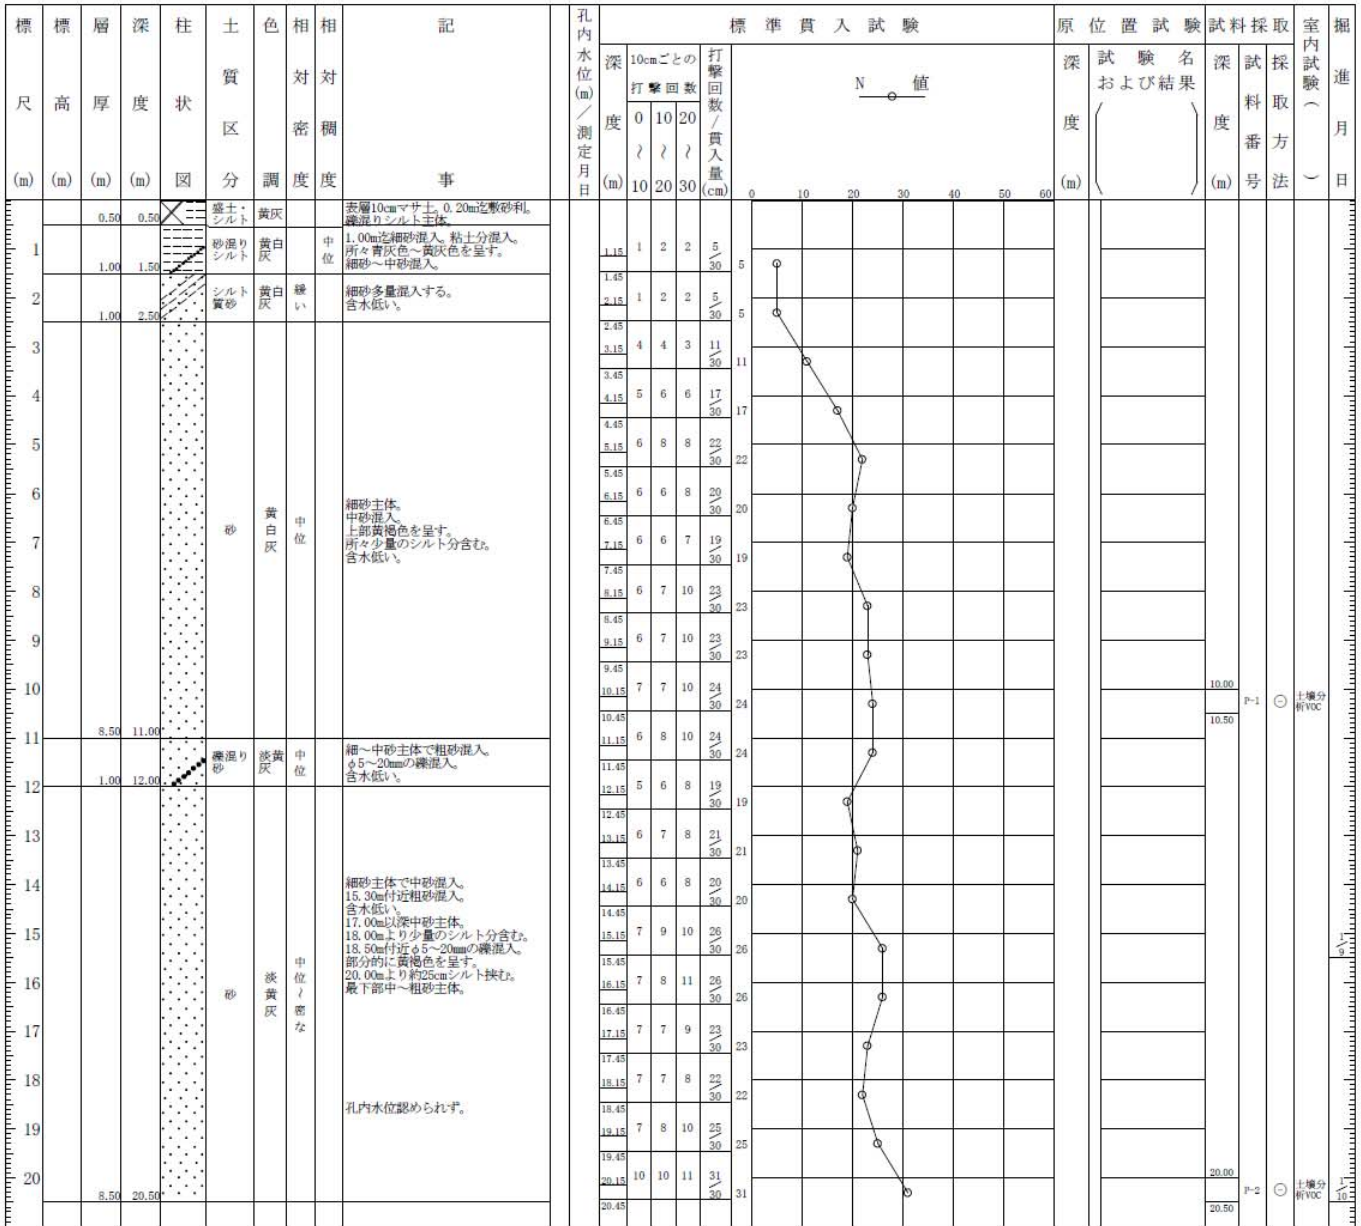 標尺(m)
標高(m)
層厚(m)
深度(m)
柱状図
土質区分
色調
相対密度
相対稠度
記事
孔内水位(m)／測定月日
標準貫入試験
深度(m)
10cmごとの
打撃回数
0 10 20
～ ～ ～
10 20 30
打撃回数/貫入量(cm)
N 値
0 10 20 30 40 50 60
原位置試験
深度(m)
試験名
および結果
試料採取
深度(m)
試料番号
採取方法
室内試験（ ）
掘進月日
0.50 0.50
盛土・
シルト
黄灰
表層10cmマサ土。0.20m迄敷砂利。
礫混りシルト主体。
1.00 1.50
砂混り
シルト
黄白
灰
中位
1.00m迄細砂混入。粘土分混入。
所々青灰色～黄灰色を呈す。
細砂～中砂混入。
1.00 2.50
シルト
質砂
黄白
灰
緩い
細砂多量混入する。
含水低い。
8.50 11.00
砂
黄白灰
中位
細砂主体。
中砂混入。
上部黄褐色を呈す。
所々少量のシルト分含む。
含水低い。
1.00 12.00
礫混り
砂
淡黄
灰
中位
細～中砂主体で粗砂混入。
φ5～20mmの礫混入。
含水低い。
8.50 20.50
砂
淡黄灰
中位～密な
細砂主体で中砂混入。
15.30m付近粗砂混入。
含水低い。
17.00m以深中砂主体。
18.00mより少量のシルト分含む。
18.50m付近φ5～20mmの礫混入。
部分的に黄褐色を呈す。
20.00mより約25cmシルト挟む。
最下部中～粗砂主体。
孔内水位認められず。
1
2
3
4
5
6
7
8
9
10
11
12
13
14
15
16
17
18
19
20
1.15 1 2 2 5/30 5
1.45
2.15 1 2 2 5/30 5
2.45
3.15 4 4 3 11/30 11
3.45
4.15 5 6 6 17/30 17
4.45
5.15 6 8 8 22/30 22
5.45
6.15 6 6 8 20/30 20
6.45
7.15 6 6 7 19/30 19
7.45
8.15 6 7 10 23/30 23
8.45
9.15 6 7 10 23/30 23
9.45
10.15 7 7 10 24/30 24
10.45
11.15 6 8 10 24/30 24
11.45
12.15 5 6 8 19/30 19
12.45
13.15 6 7 8 21/30 21
13.45
14.15 6 6 8 20/30 20
14.45
15.15 7 9 10 26/30 26
15.45
16.15 7 8 11 26/30 26
16.45
17.15 7 7 9 23/30 23
17.45
18.15 7 7 8 22/30 22
18.45
19.15 7 8 10 25/30 25
19.45
20.15 10 10 11 31/30 31
20.45
10.00
10.50
P-1
土壌分
析VOC
1/9
20.00
20.50
P-2
土壌分
析VOC
1/10